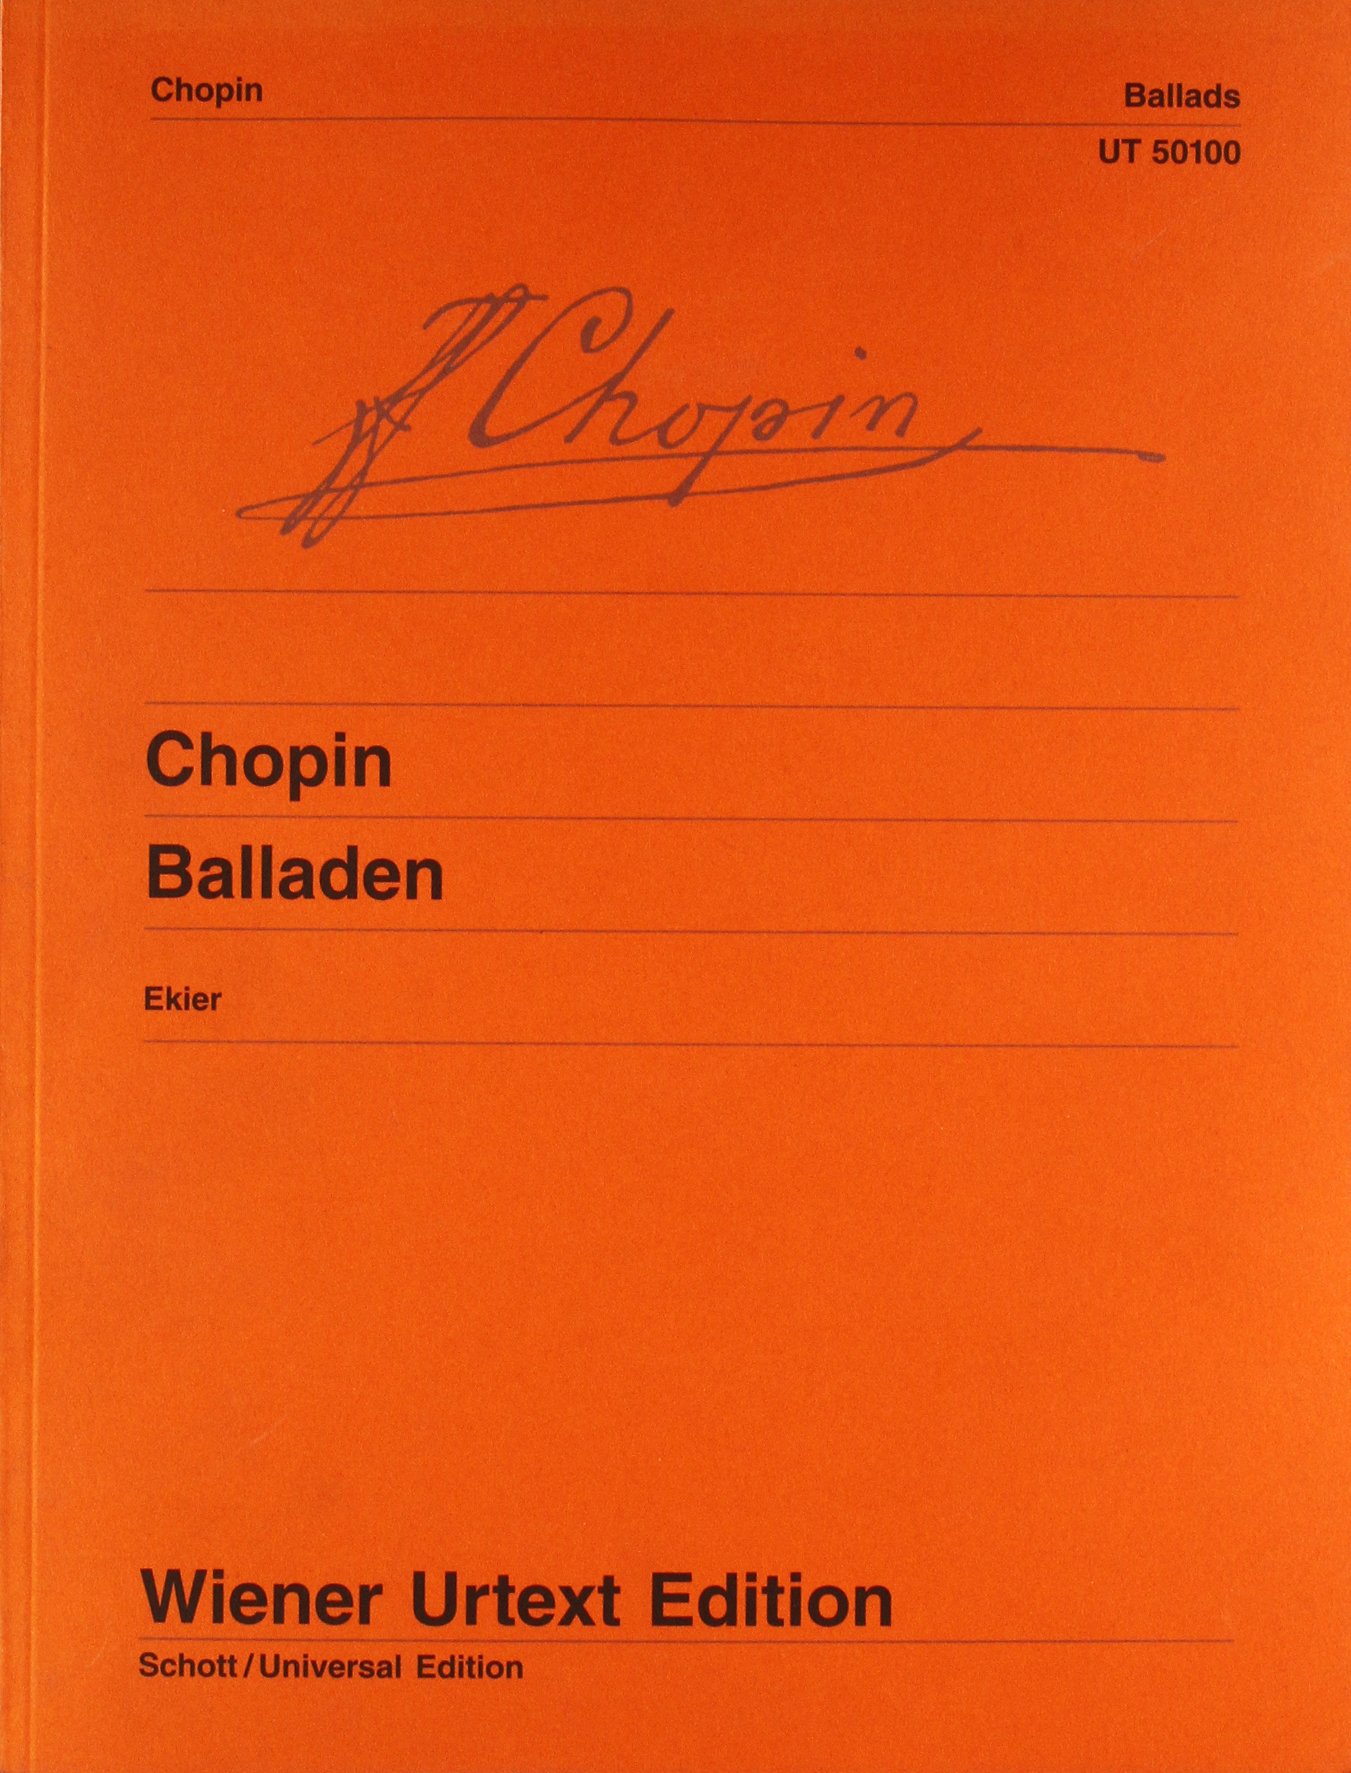 Chopin
Ballads
UT 50100
F Chopin
Chopin
Balladen
Ekier
Wiener Urtext Edition
Schott/Universal Edition